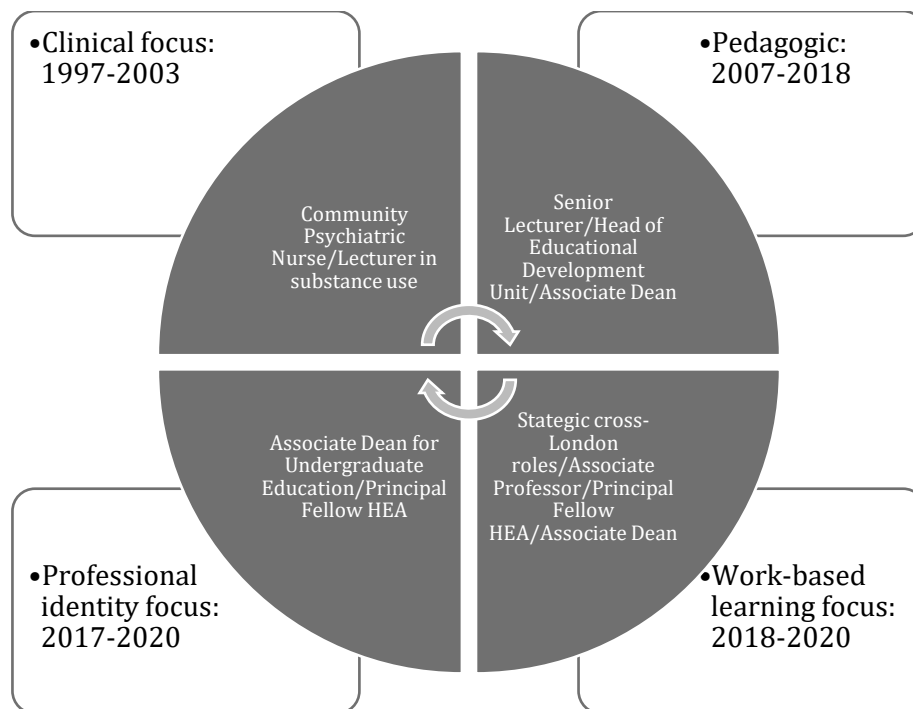 •Clinical focus:
1997-2003
•Pedagogic:
2007-2018
Community
Psychiatric
Nurse/Lecturer in
substance use
Senior
Lecturer/Head of
Educational
Development
Unit/Associate Dean
Associate Dean for
Undergraduate
Education/Principal
Fellow HEA
Stategic cross-
London
roles/Associate
Professor/Principal
Fellow
HEA/Associate Dean
•Professional
identity focus:
2017-2020
•Work-based
learning focus:
2018-2020